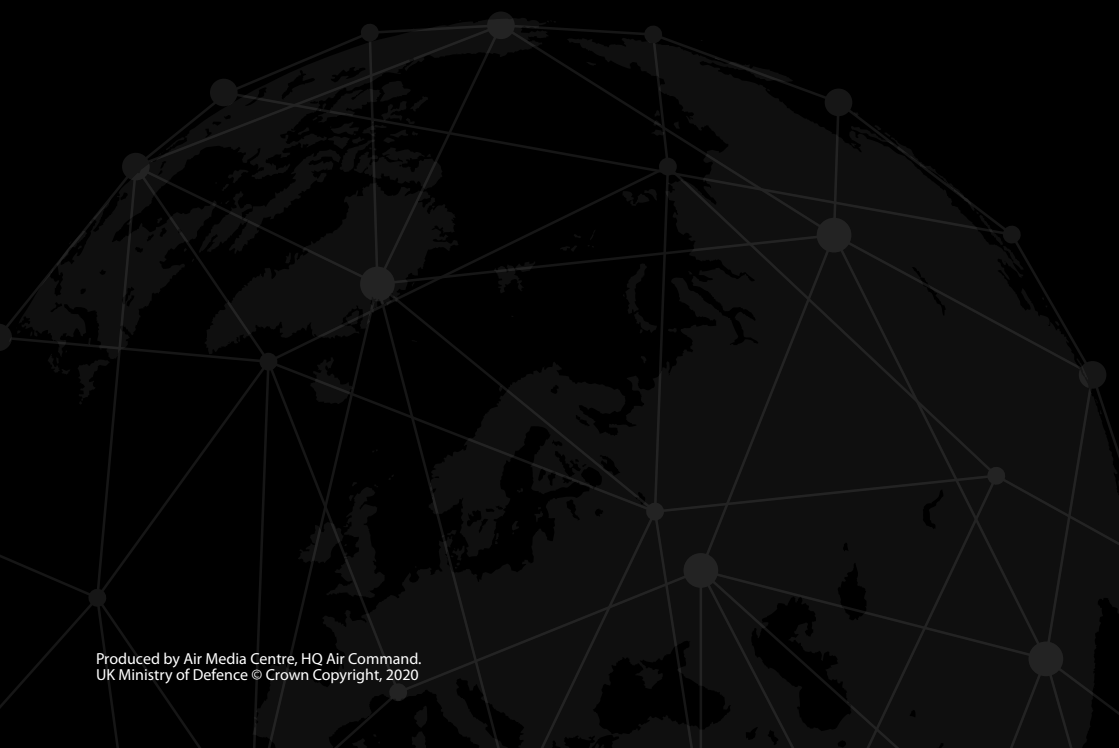 Produced by Air Media Centre, HQ Air Command.
UK Ministry of Defence © Crown Copyright, 2020